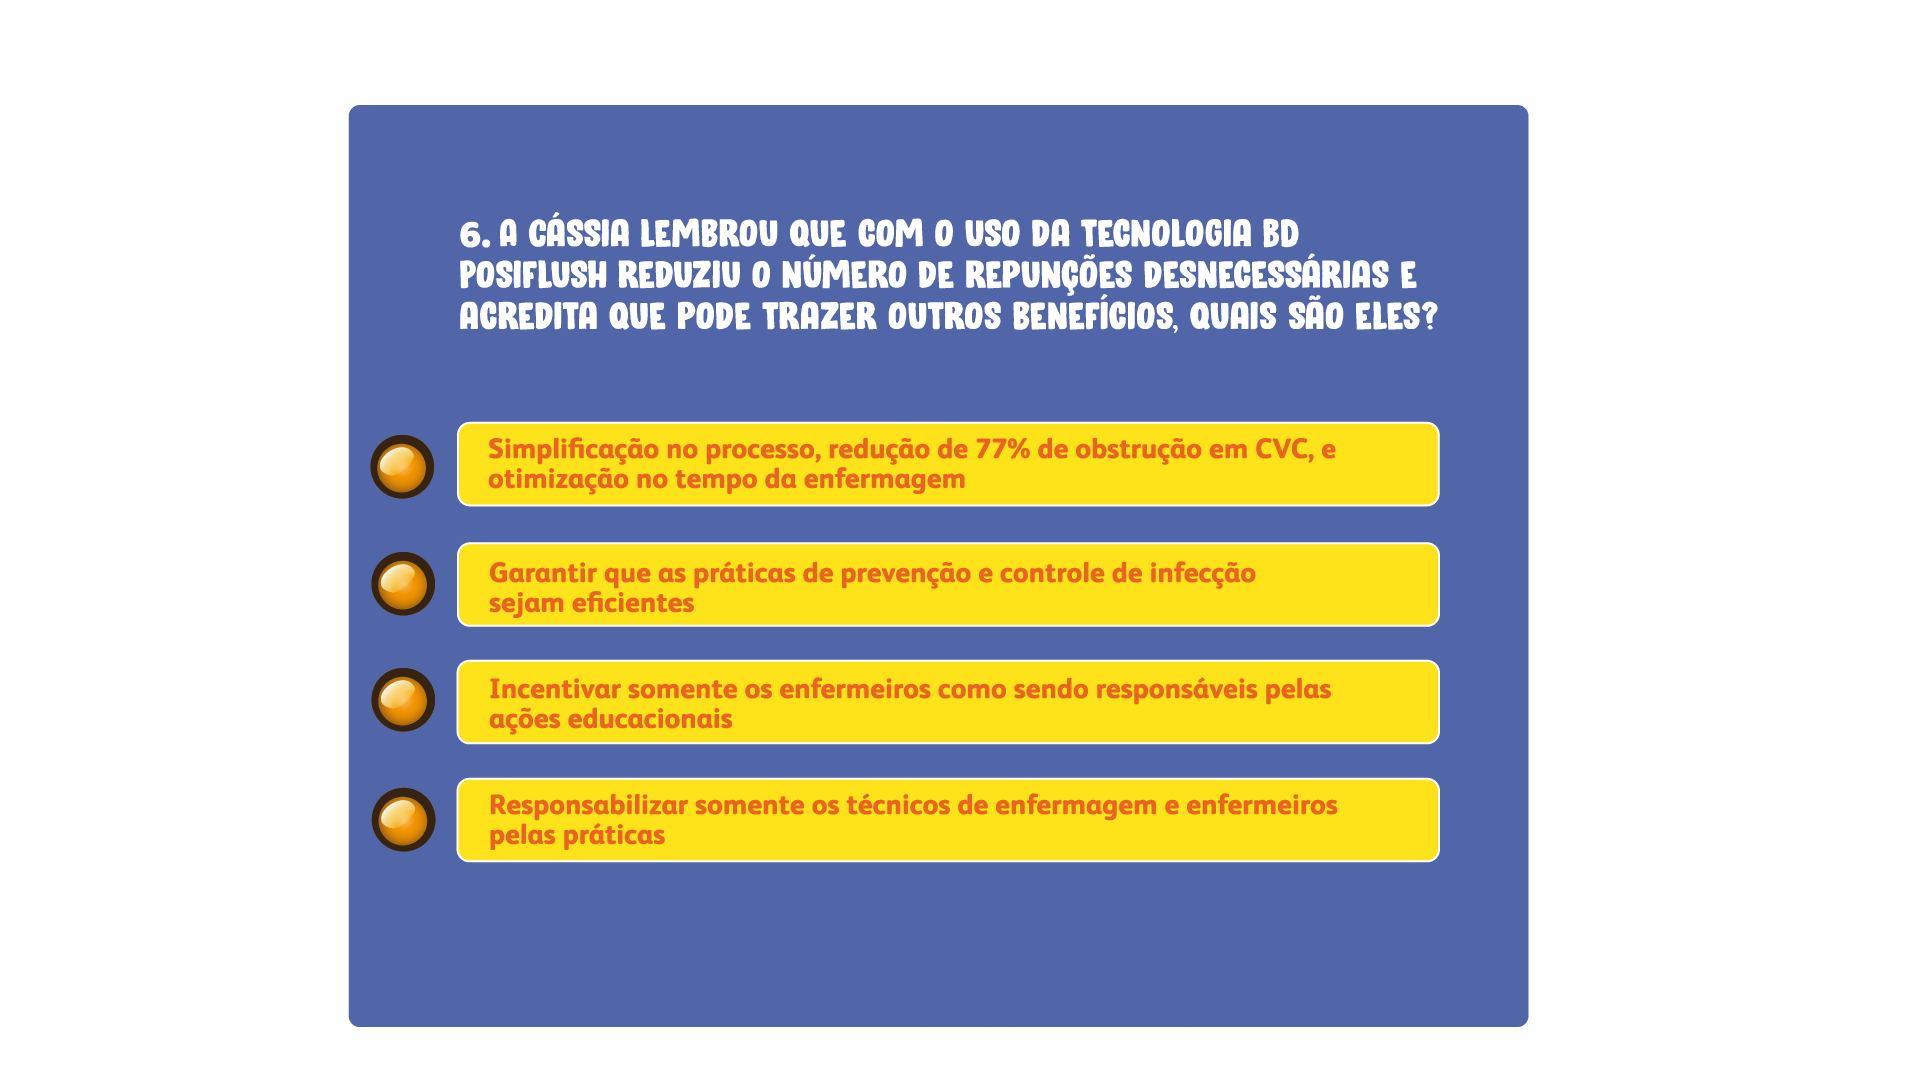 6. A CÁSSIA LEMBROU QUE COM O USO DA TECNOLOGIA BD
POSIFLUSH REDUZIU O NÚMERO DE REPUNÇÕES DESNECESSÁRIAS E
ACREDITA QUE PODE TRAZER OUTROS BENEFÍCIOS, QUAIS SÃO ELES?
Simplificação no processo, redução de 77% de obstrução em CVC, e
otimização no tempo da enfermagem
Garantir que as práticas de prevenção e controle de infecção
sejam eficientes
Incentivar somente os enfermeiros como sendo responsáveis pelas
ações educacionais
Responsabilizar somente os técnicos de enfermagem e enfermeiros
pelas práticas